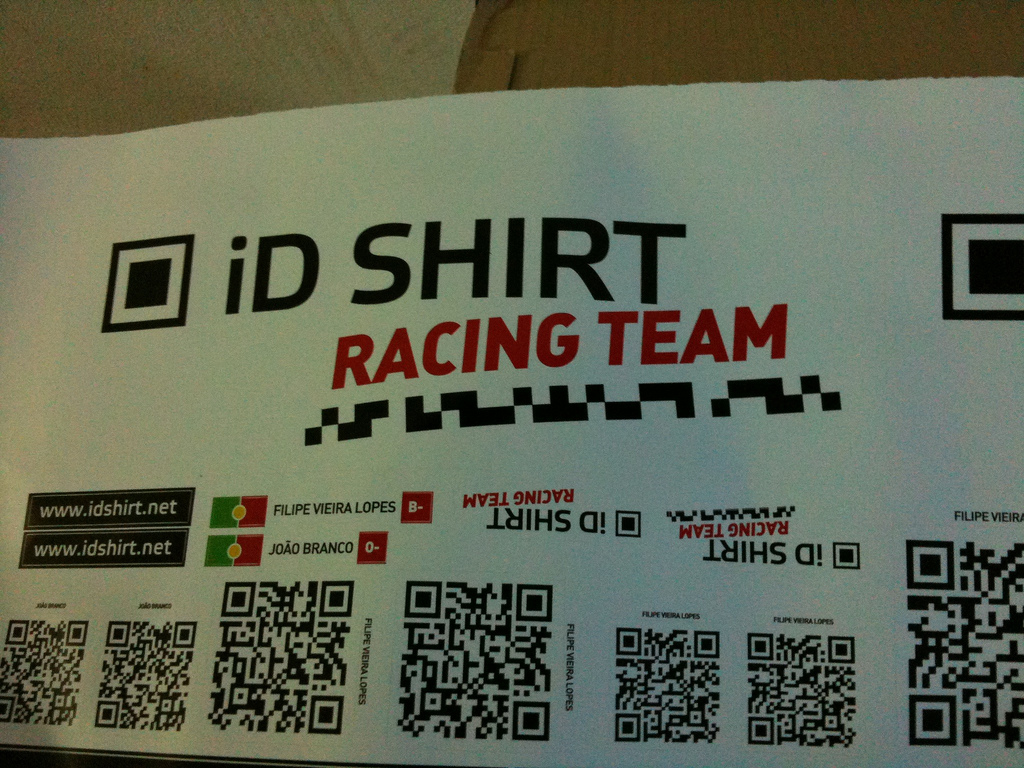 iD SHIRT
RACING TEAM
www.idshirt.net
www.idshirt.net
FILIPE VIEIRA LOPES B-
JOÃO BRANCO O-
iD SHIRT
RACING TEAM
iD SHIRT
RACING TEAM
JOÃO BRANCO
JOÃO BRANCO
FILIPE VIEIRA LOPES
FILIPE VIEIRA LOPES
FILIPE VIEIRA LOPES
FILIPE VIEIRA LOPES
FILIPE VIEIRA